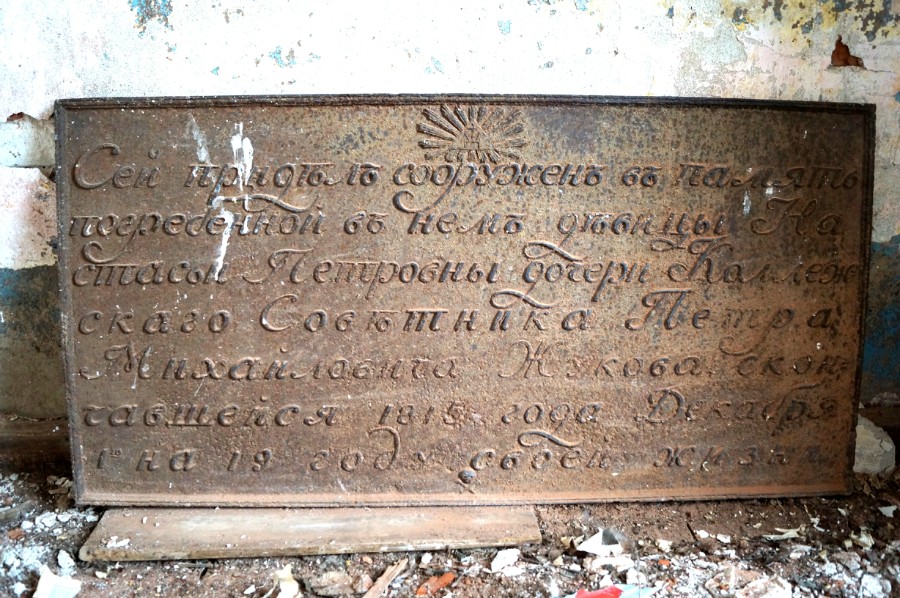 Сей придѣлъ сооруженъ въ память
погребенной въ немъ дѣвицы На
стасьи Петровны дочери Коллеж
скаго Совѣтника Петра
Михайловича Жукова скон
чавшейся 1815 года Декабря
1го на 19 году своей жизни